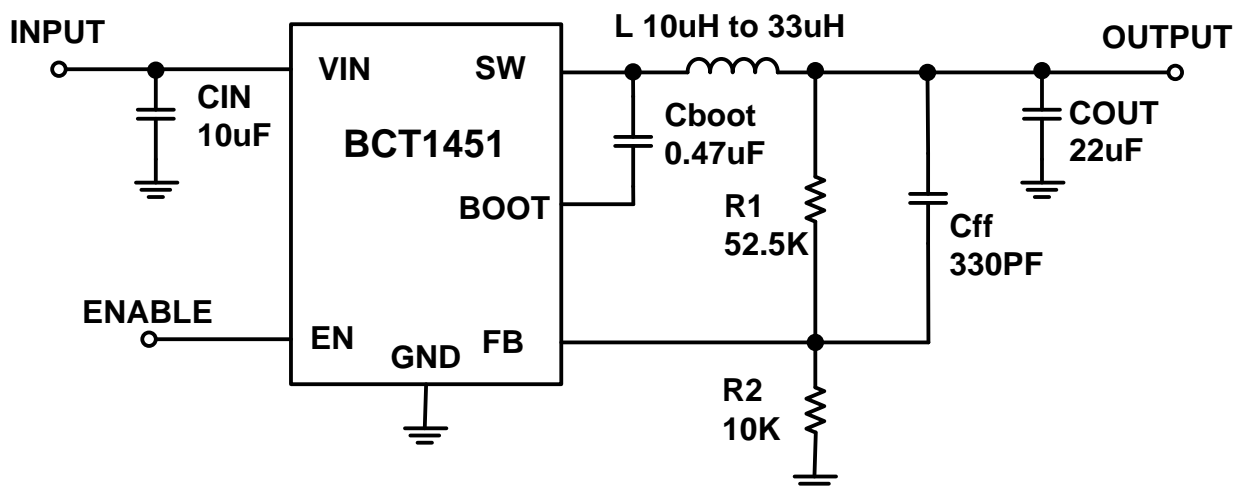 INPUT
L 10uH to 33uH
OUTPUT
VIN
SW
CIN
10uF
BCT1451
Cboot
0.47uF
COUT
22uF
BOOT
R1
52.5K
Cff
330PF
ENABLE
EN
GND
FB
R2
10K